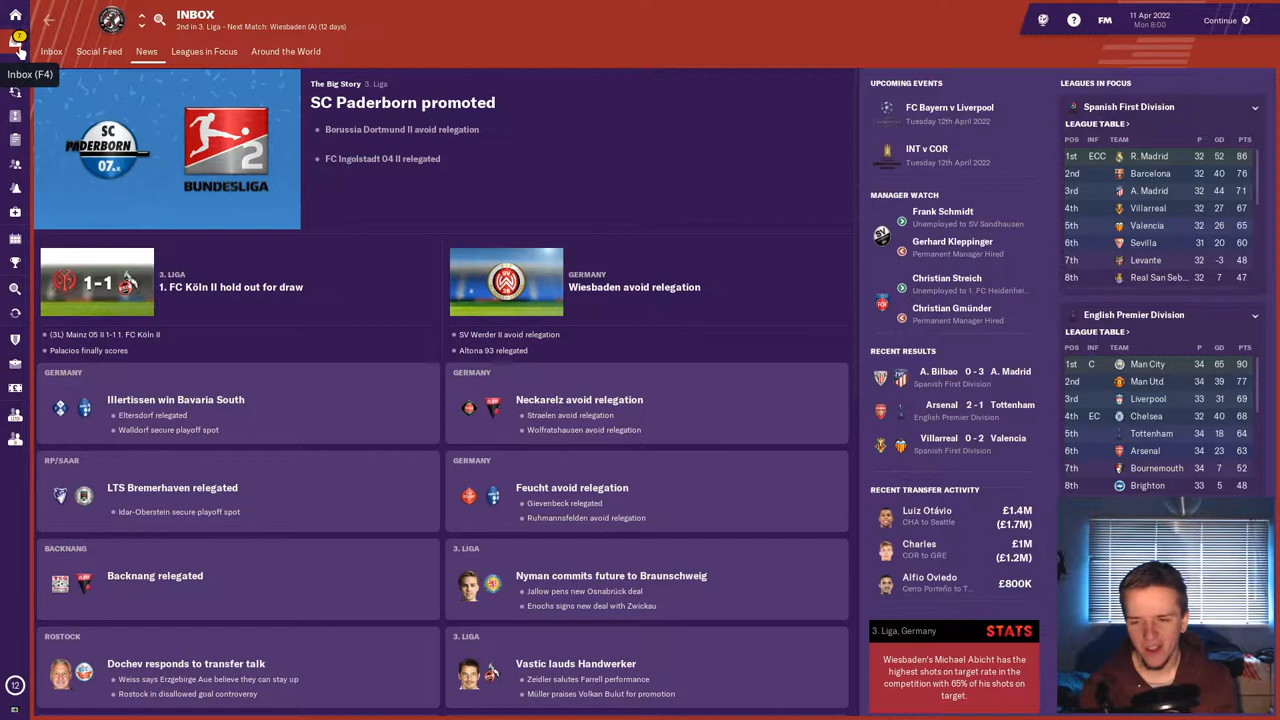 INBOX
2nd in 3. Liga - Next Match: Wiesbaden (A) (12 days)
7
?
FM
11 Apr 2022
Mon 8:00
Continue
Inbox
Social Feed
News
Leagues in Focus
Around the World
Inbox (F4)
SC
PADERBORN
07 e.V.
2
BUNDESLIGA
The Big Story 3. Liga
SC Paderborn promoted
Borussia Dortmund II avoid relegation
FC Ingolstadt 04 II relegated
1-1
3. LIGA
1. FC Köln II hold out for draw
(3L) Mainz 05 II 1-1 1. FC Köln II
Palacios finally scores
GERMANY
Wiesbaden avoid relegation
SV Werder II avoid relegation
Altona 93 relegated
GERMANY
Illertissen win Bavaria South
Eltersdorf relegated
Walldorf secure playoff spot
GERMANY
Neckarelz avoid relegation
Straelen avoid relegation
Wolfratshausen avoid relegation
RP/SAAR
LTS Bremerhaven relegated
Idar-Oberstein secure playoff spot
GERMANY
Feucht avoid relegation
Gievenbeck relegated
Ruhmannsfelden avoid relegation
BACKNANG
Backnang relegated
3. LIGA
Nyman commits future to Braunschweig
Jallow pens new Osnabrück deal
Enochs signs new deal with Zwickau
ROSTOCK
Dochev responds to transfer talk
Weiss says Erzgebirge Aue believe they can stay up
Rostock in disallowed goal controversy
3. LIGA
Vastic lauds Handwerker
Zeidler salutes Farrell performance
Müller praises Volkan Bulut for promotion
12
UPCOMING EVENTS
FC Bayern v Liverpool
Tuesday 12th April 2022
INT v COR
Tuesday 12th April 2022
MANAGER WATCH
Frank Schmidt
Unemployed to SV Sandhausen
Gerhard Kleppinger
Permanent Manager Hired
Christian Streich
Unemployed to 1. FC Heidenhei...
Christian Gmünder
Permanent Manager Hired
RECENT RESULTS
A. Bilbao 0 - 3 A. Madrid
Spanish First Division
Arsenal 2 - 1 Tottenham
English Premier Division
Villarreal 0 - 2 Valencia
Spanish First Division
RECENT TRANSFER ACTIVITY
Luiz Otávio £1.4M
CHA to Seattle (£1.7M)
Charles £1M
COR to GRE (£1.2M)
Alfio Oviedo £800K
Cerro Porteño to T...
3. Liga, Germany STATS
Wiesbaden's Michael Abicht has the
highest shots on target rate in the
competition with 65% of his shots on
target.
LEAGUES IN FOCUS
Spanish First Division
LEAGUE TABLE >
POS INF TEAM P GD PTS
1st ECC R. Madrid 32 52 86
2nd Barcelona 32 40 76
3rd A. Madrid 32 44 71
4th Villarreal 32 27 67
5th Valencia 32 26 65
6th Sevilla 31 20 60
7th Levante 32 -3 48
8th Real San Seb... 32 7 47
English Premier Division
LEAGUE TABLE >
POS INF TEAM P GD PTS
1st C Man City 34 65 90
2nd Man Utd 34 39 77
3rd Liverpool 33 31 69
4th EC Chelsea 32 40 68
5th Tottenham 34 18 64
6th Arsenal 34 23 63
7th Bournemouth 34 7 52
8th Brighton 33 5 48